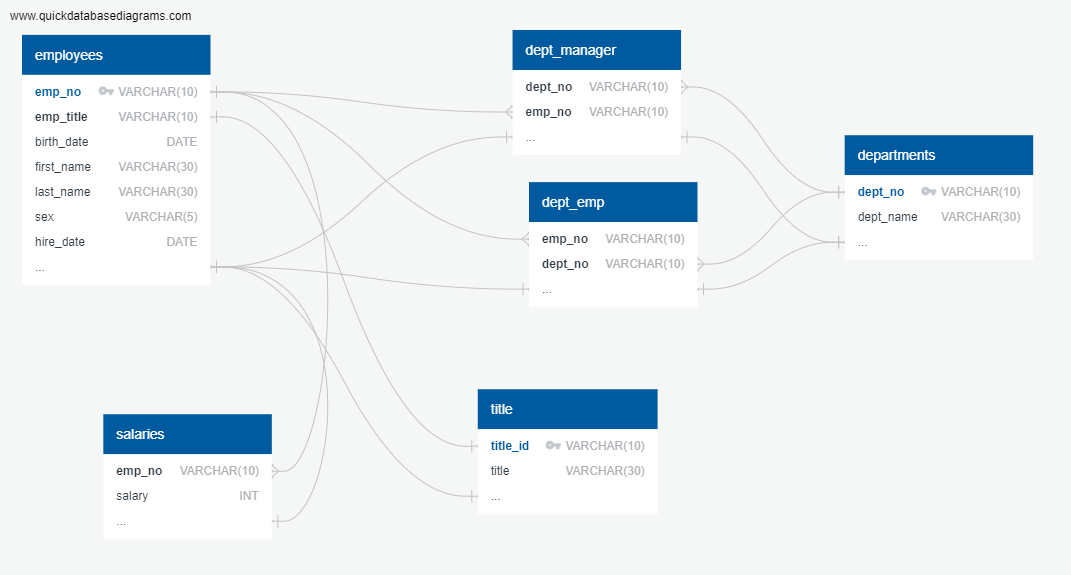 www.quickdatabasediagrams.com
employees
emp_no VARCHAR(10)
emp_title VARCHAR(10)
birth_date DATE
first_name VARCHAR(30)
last_name VARCHAR(30)
sex VARCHAR(5)
hire_date DATE
...
dept_manager
dept_no VARCHAR(10)
emp_no VARCHAR(10)
...
departments
dept_no VARCHAR(10)
dept_name VARCHAR(30)
...
dept_emp
emp_no VARCHAR(10)
dept_no VARCHAR(10)
...
salaries
emp_no VARCHAR(10)
salary INT
...
title
title_id VARCHAR(10)
title VARCHAR(30)
...